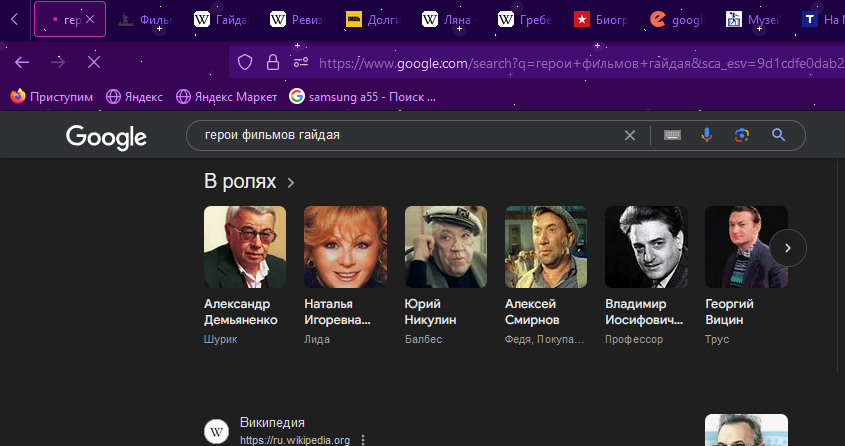 гер
Филь
Гайда
Ревиз
Долги
Ляна
Гребе
Биогр
googl
Музей
На М
https://www.google.com/search?q=герои+фильмов+гайдая&sca_esv=9d1cdfe0dab2
Приступим
Яндекс
Яндекс Маркет
samsung a55 - Поиск ...
Google
герои фильмов гайдая
В ролях
Александр
Демьяненко
Шурик
Наталья
Игоревна...
Лида
Юрий
Никулин
Балбес
Алексей
Смирнов
Федя, Покупа...
Владимир
Иосифович...
Профессор
Георгий
Вицин
Трус
Википедия
https://ru.wikipedia.org